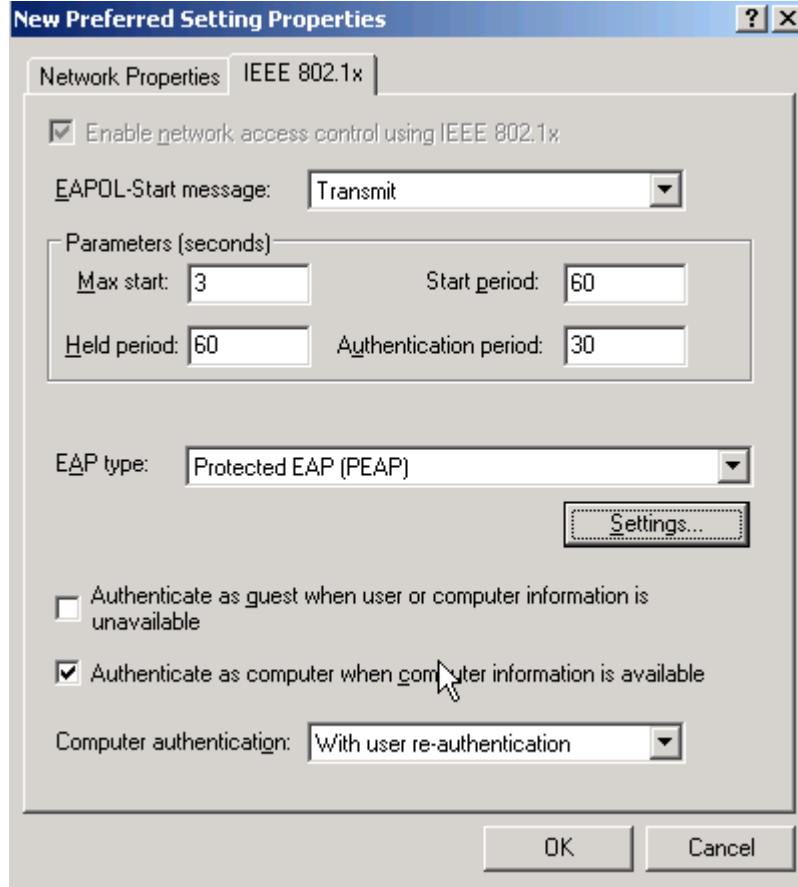 New Preferred Setting Properties
Network Properties IEEE 802.1x
Enable network access control using IEEE 802.1x
EAPOL-Start message: Transmit
Parameters (seconds)
Max start: 3 Start period: 60
Held period: 60 Authentication period: 30
EAP type: Protected EAP (PEAP)
Settings...
Authenticate as guest when user or computer information is
unavailable
Authenticate as computer when computer information is available
Computer authentication: With user re-authentication
OK Cancel